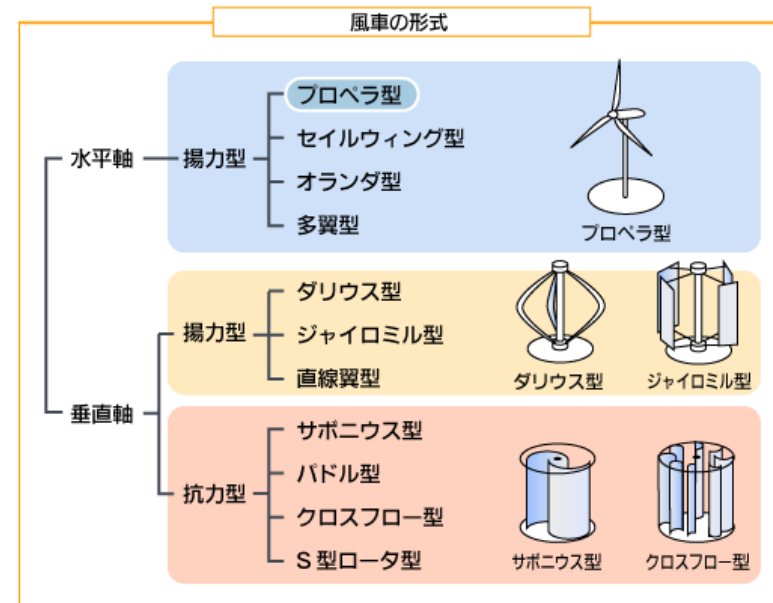 風車の形式
水平軸
揚力型
プロペラ型
セイルウィング型
オランダ型
多翼型
プロペラ型
垂直軸
揚力型
ダリウス型
ジャイロミル型
直線翼型
ダリウス型
ジャイロミル型
抗力型
サボニウス型
パドル型
クロスフロー型
S型ロータ型
サボニウス型
クロスフロー型